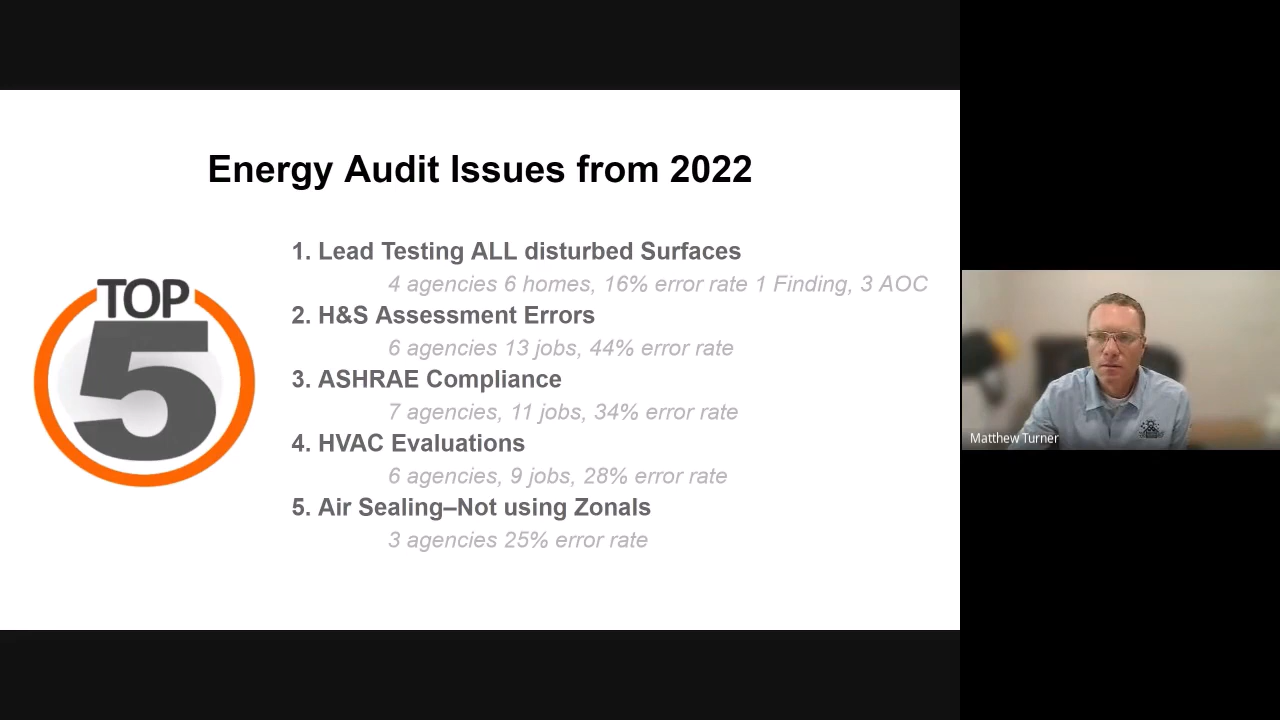 Energy Audit Issues from 2022
TOP
5
1. Lead Testing ALL disturbed Surfaces
4 agencies 6 homes, 16% error rate 1 Finding, 3 AOC
2. H&S Assessment Errors
6 agencies 13 jobs, 44% error rate
3. ASHRAE Compliance
7 agencies, 11 jobs, 34% error rate
4. HVAC Evaluations
6 agencies, 9 jobs, 28% error rate
5. Air Sealing–Not using Zonals
3 agencies 25% error rate
Matthew Turner